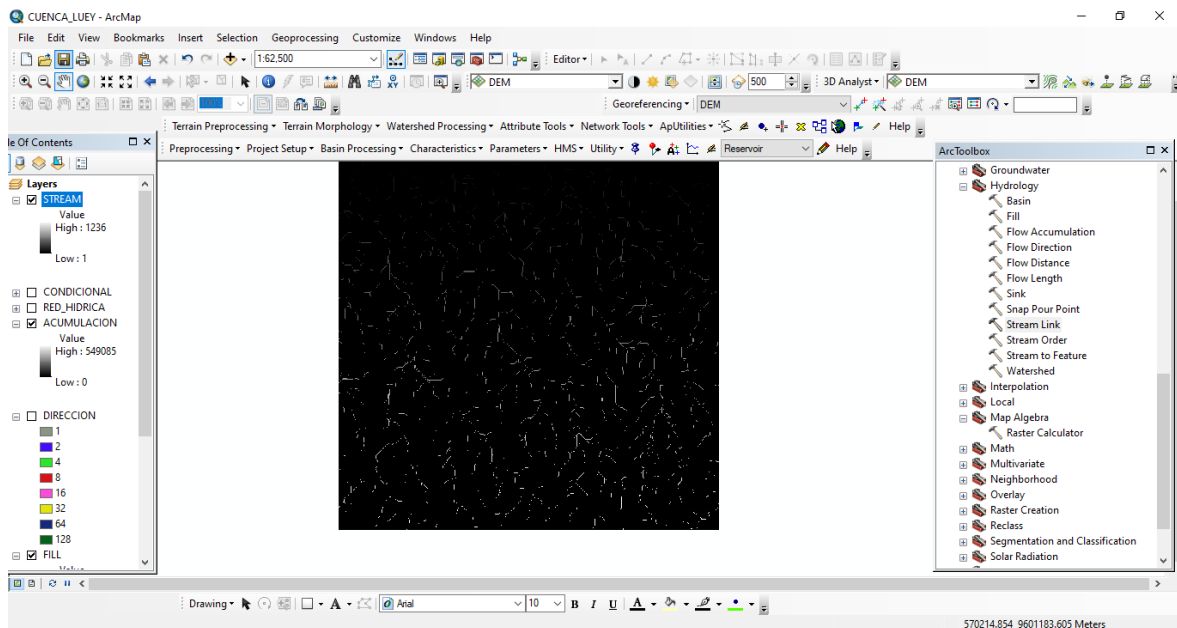 CUENCA_LUEY - ArcMap
File Edit View Bookmarks Insert Selection Geoprocessing Customize Windows Help
1:62,500 Editor
DEM 500 3D Analyst DEM
Georeferencing DEM
Terrain Preprocessing Terrain Morphology Watershed Processing Attribute Tools Network Tools ApUtilities Help
Preprocessing Project Setup Basin Processing Characteristics Parameters HMS Utility Reservoir Help
le Of Contents
Layers
STREAM
Value
High : 1236
Low : 1
CONDICIONAL
RED_HIDRICA
ACUMULACION
Value
High : 549085
Low : 0
DIRECCION
1
2
4
8
16
32
64
128
FILL
ArcToolbox
Groundwater
Hydrology
Basin
Fill
Flow Accumulation
Flow Direction
Flow Distance
Flow Length
Sink
Snap Pour Point
Stream Link
Stream Order
Stream to Feature
Watershed
Interpolation
Local
Map Algebra
Raster Calculator
Math
Multivariate
Neighborhood
Overlay
Raster Creation
Reclass
Segmentation and Classification
Solar Radiation
Drawing A Arial 10 B I U A
570214.854 9601183.605 Meters